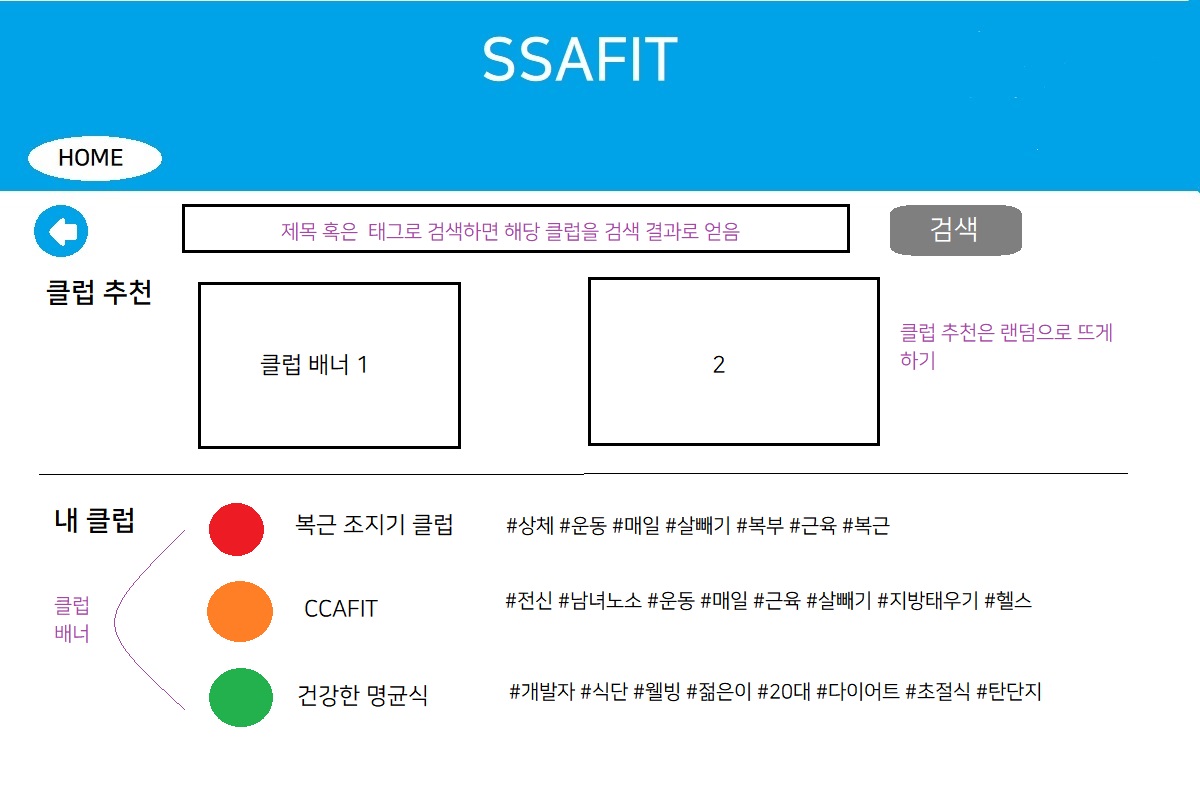 SSAFIT
HOME
제목 혹은 태그로 검색하면 해당 클럽을 검색 결과로 얻음
검색
클럽 추천
클럽 배너 1
2
클럽 추천은 랜덤으로 뜨게
하기
내 클럽
복근 조지기 클럽
#상체 #운동 #매일 #살빼기 #복부 #근육 #복근
클럽
배너
CCAFIT
#전신 #남녀노소 #운동 #매일 #근육 #살빼기 #지방태우기 #헬스
건강한 명균식
#개발자 #식단 #웰빙 #젊은이 #20대 #다이어트 #초절식 #탄단지